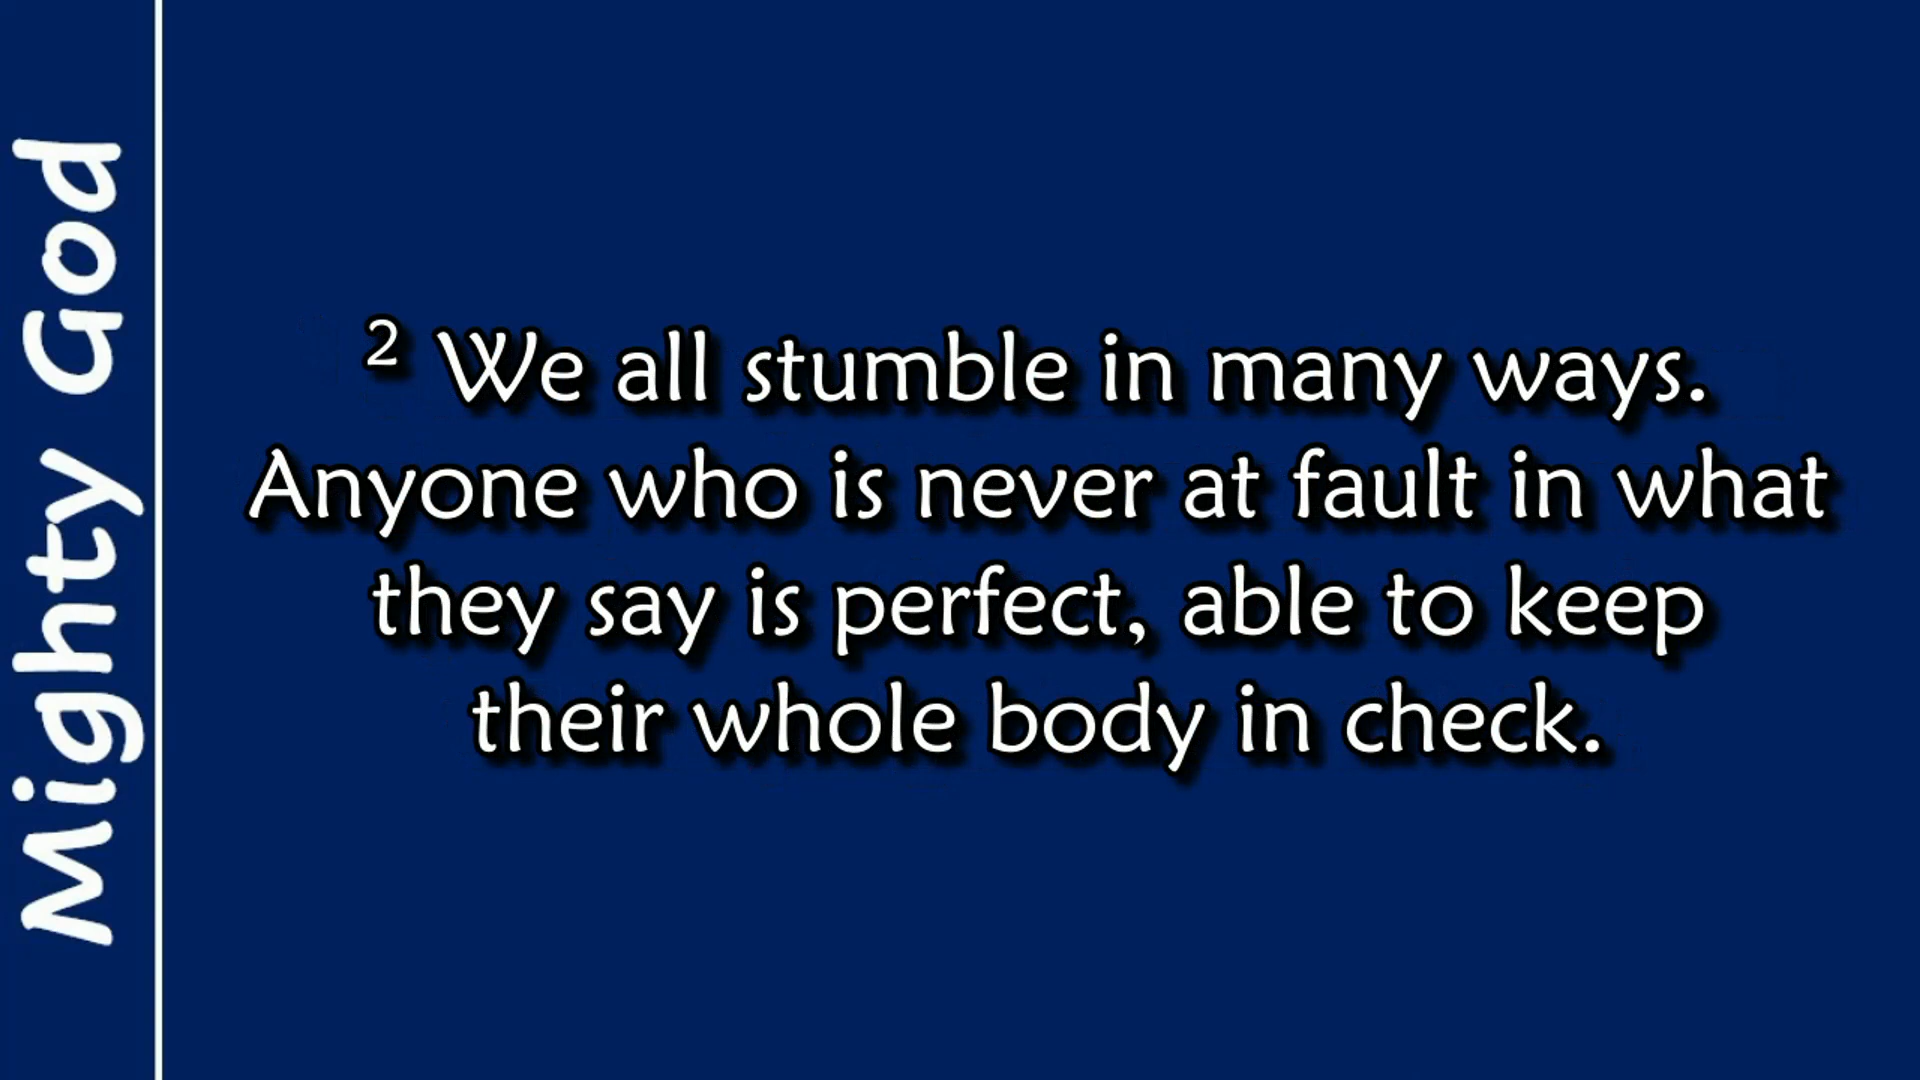 Mighty God
² We all stumble in many ways.
Anyone who is never at fault in what
they say is perfect, able to keep
their whole body in check.